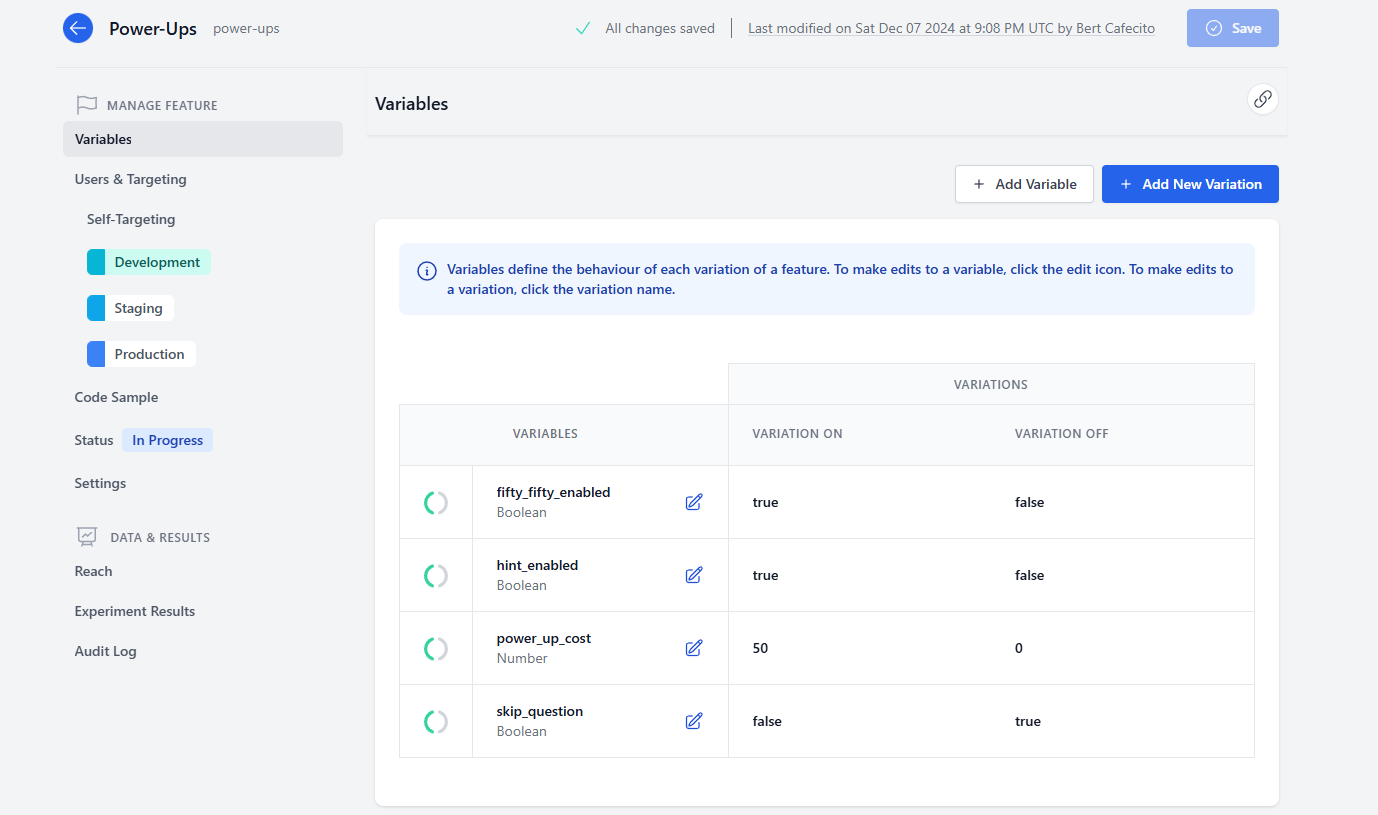 Power-Ups power-ups All changes saved Last modified on Sat Dec 07 2024 at 9:08 PM UTC by Bert Cafecito Save
MANAGE FEATURE
Variables
Users & Targeting
Self-Targeting
Development
Staging
Production
Code Sample
Status In Progress
Settings
DATA & RESULTS
Reach
Experiment Results
Audit Log
Variables
+ Add Variable + Add New Variation
Variables define the behaviour of each variation of a feature. To make edits to a variable, click the edit icon. To make edits to
a variation, click the variation name.
VARIATIONS
VARIABLES VARIATION ON VARIATION OFF
fifty_fifty_enabled
Boolean
true false
hint_enabled
Boolean
true false
power_up_cost
Number
50 0
skip_question
Boolean
false true